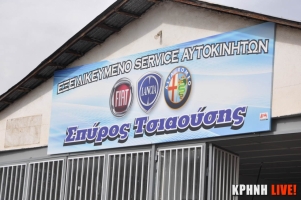 ΕΞΕΙΔΙΚΕΥΜΕΝΟ SERVICE ΑΥΤΟΚΙΝΗΤΩΝ
FIAT LANCIA
Σπύρος Τσιαούσης
ΚΡΗΝΗ LIVE!